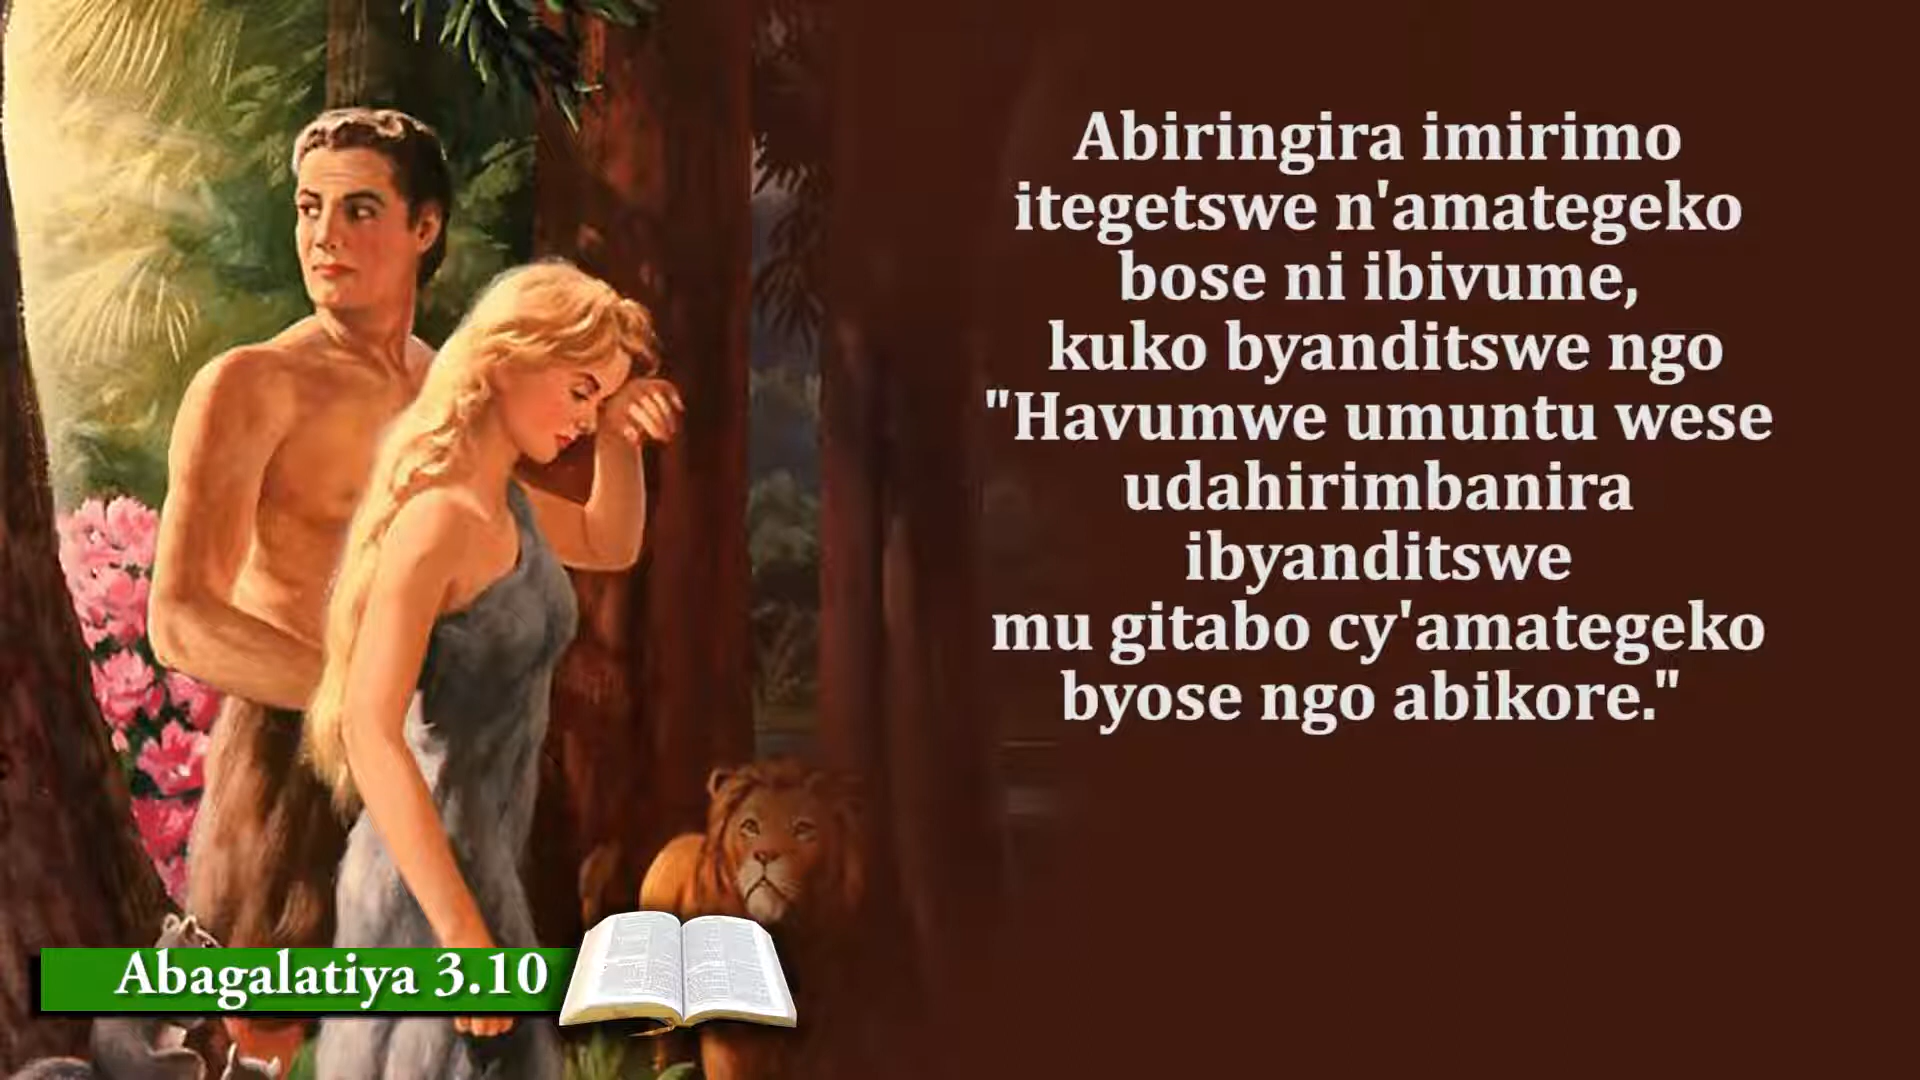 Abiringira imirimo
itegetswe n'amategeko
bose ni ibivume,
kuko byanditswe ngo
"Havumwe umuntu wese
udahirimbanira
ibyanditswe
mu gitabo cy'amategeko
byose ngo abikore."
Abagalatiya 3.10